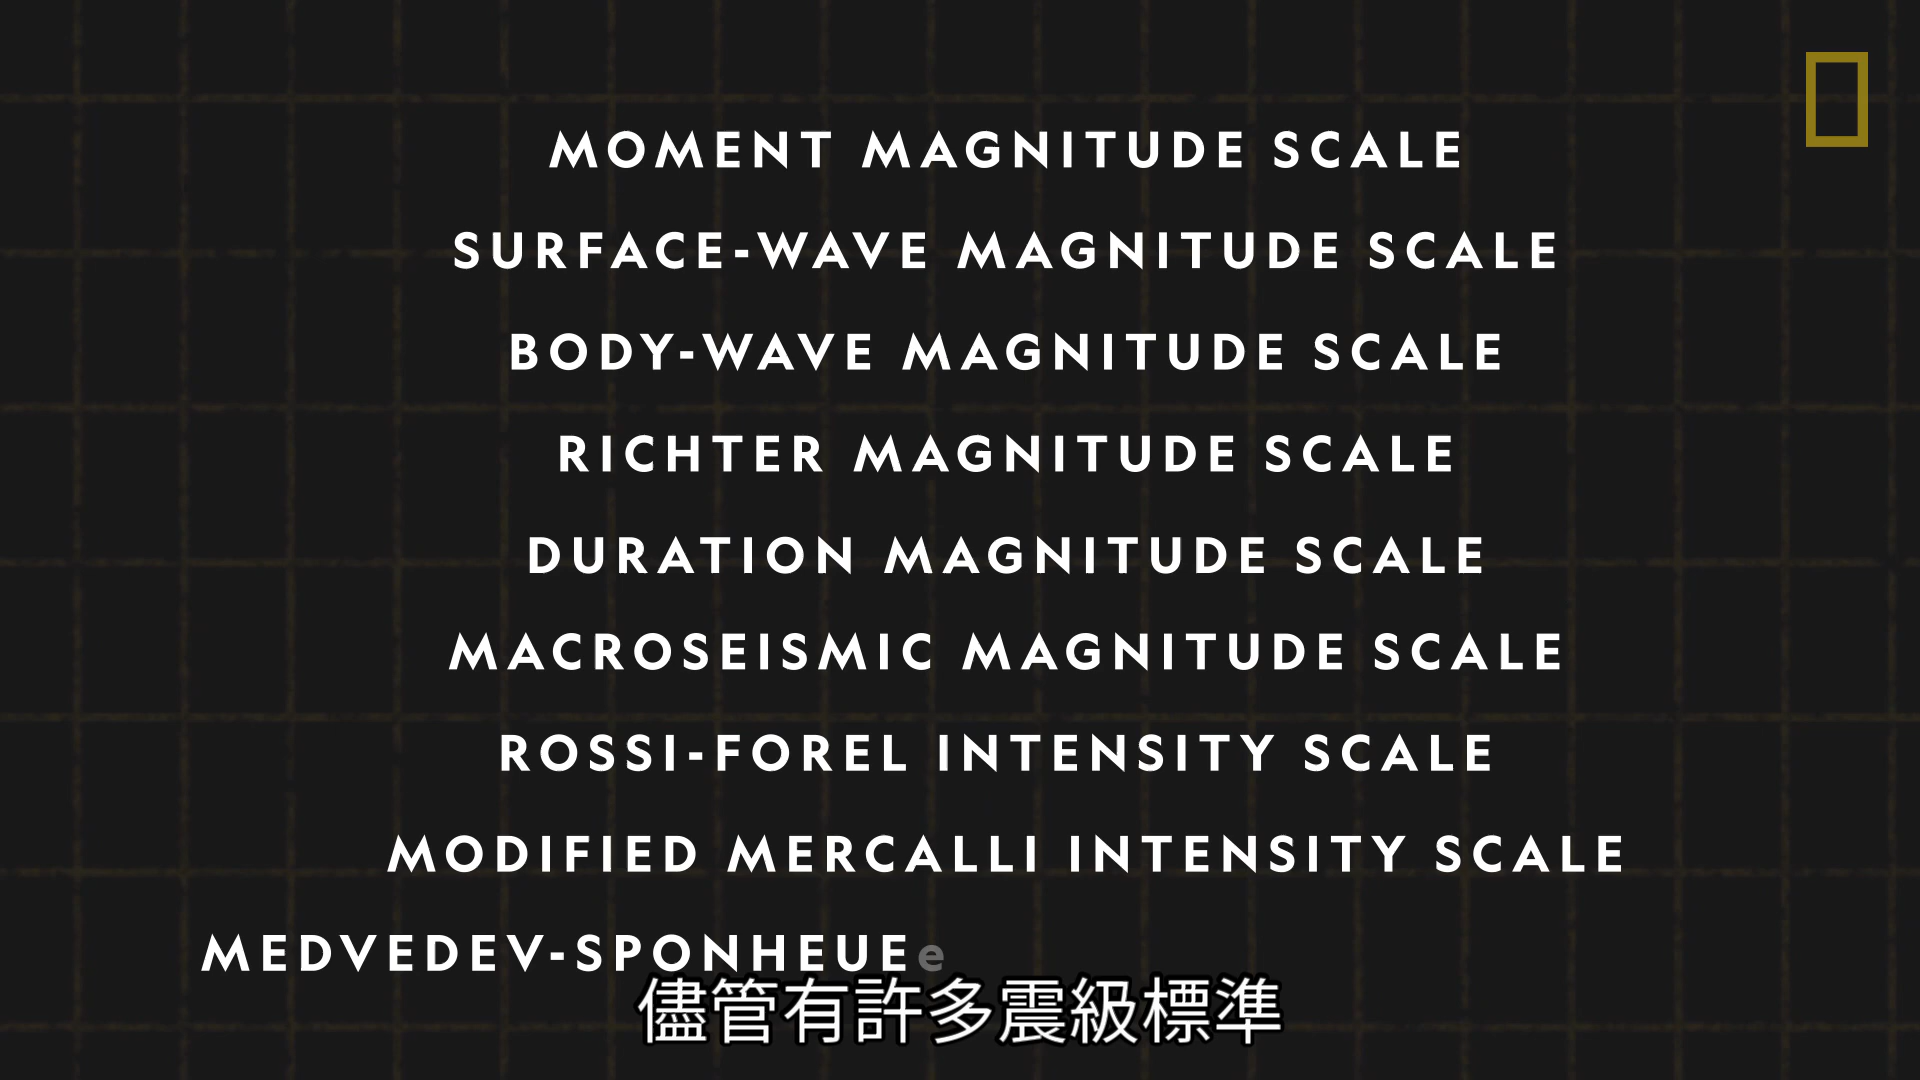 MOMENT MAGNITUDE SCALE
SURFACE-WAVE MAGNITUDE SCALE
BODY-WAVE MAGNITUDE SCALE
RICHTER MAGNITUDE SCALE
DURATION MAGNITUDE SCALE
MACROSEISMIC MAGNITUDE SCALE
ROSSI-FOREL INTENSITY SCALE
MODIFIED MERCALLI INTENSITY SCALE
MEDVEDEV-SPONHEUEe
儘管有許多震級標準